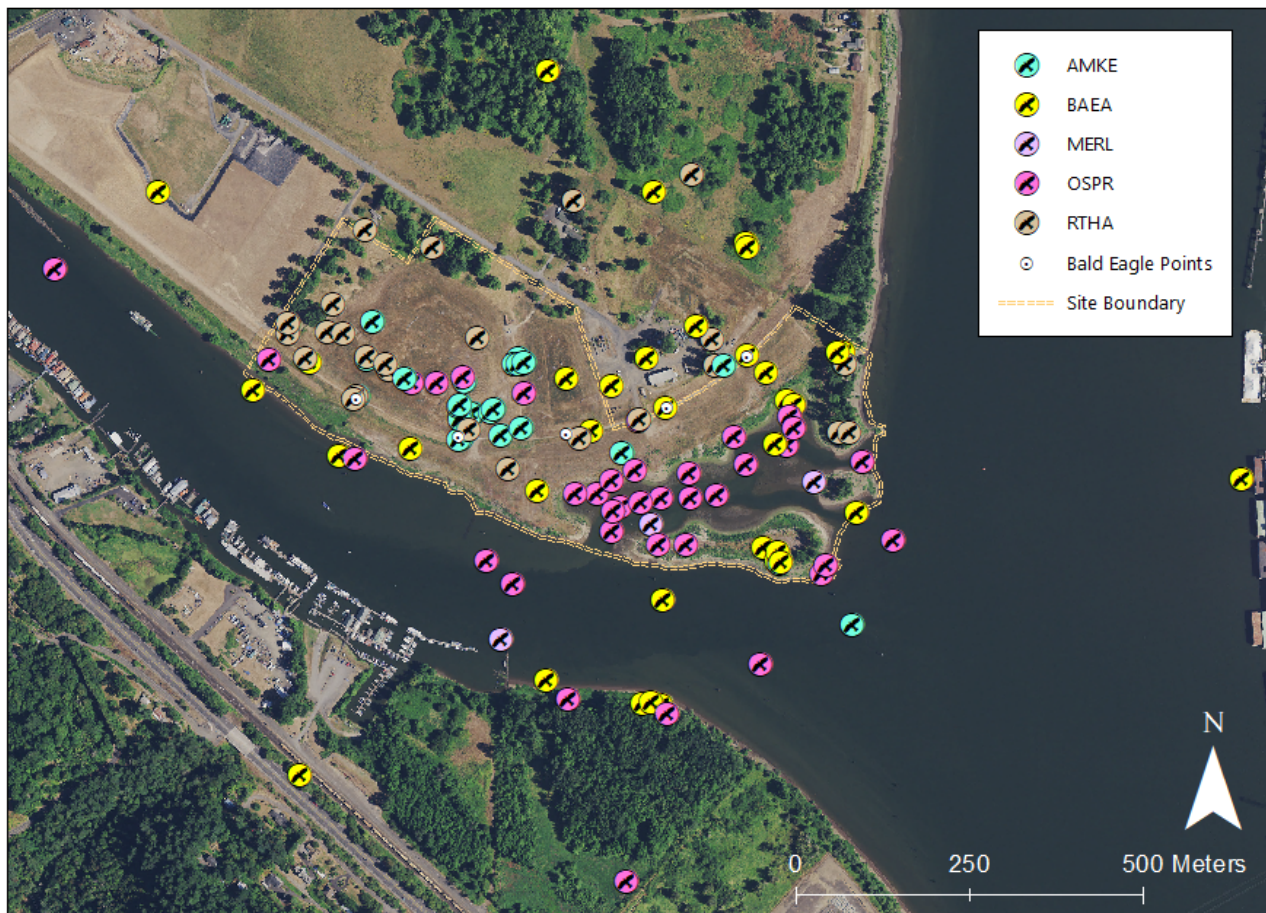 AMKE
BAEA
MERL
OSPR
RTHA
Bald Eagle Points
Site Boundary
N
0 250 500 Meters